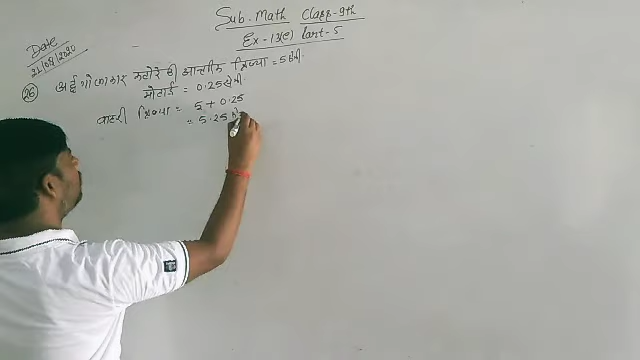 Sub. Math Class-9th
Ex-13(e) Part-5
Date
21/08/2020
26 अर्द्ध गोलाकार कटोरे की आन्तरिक त्रिज्या = 5 सेमी.
मोटाई = 0.25 सेमी.
बाहरी त्रिज्या = 5 + 0.25
= 5.25